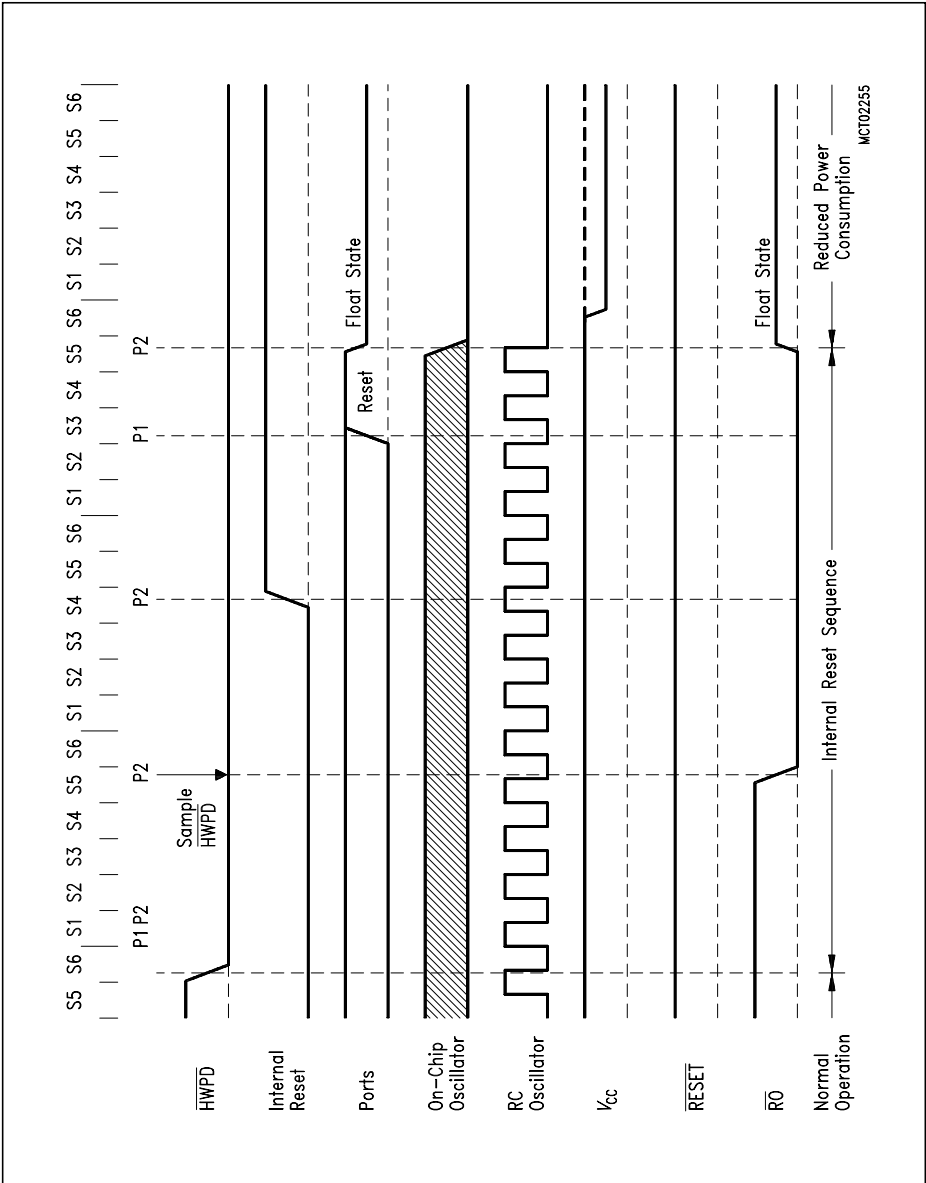 S5 S6 S1 S2 S3 S4 S5 S6 S1 S2 S3 S4 S5 S6 S1 S2 S3 S4 S5 S6 S1 S2 S3 S4 S5 S6
P1 P2 P2 P2 P1 P2
Sample
HWPD
HWPD
Internal
Reset
Ports
Reset
Float State
On-Chip
Oscillator
RC
Oscillator
VCC
RESET
RO
Float State
Normal
Operation
Internal Reset Sequence
Reduced Power
Consumption
MCT02255